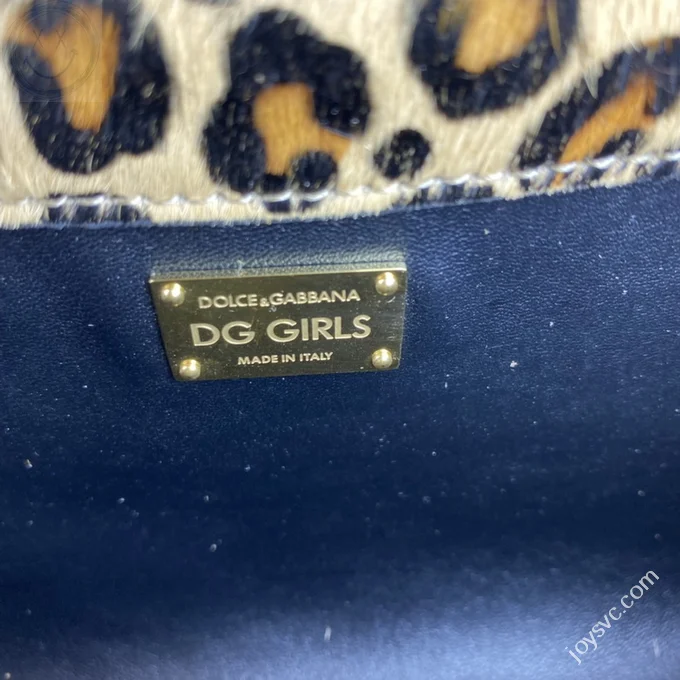 DOLCE&GABBANA
DG GIRLS
MADE IN ITALY
joysvc.com